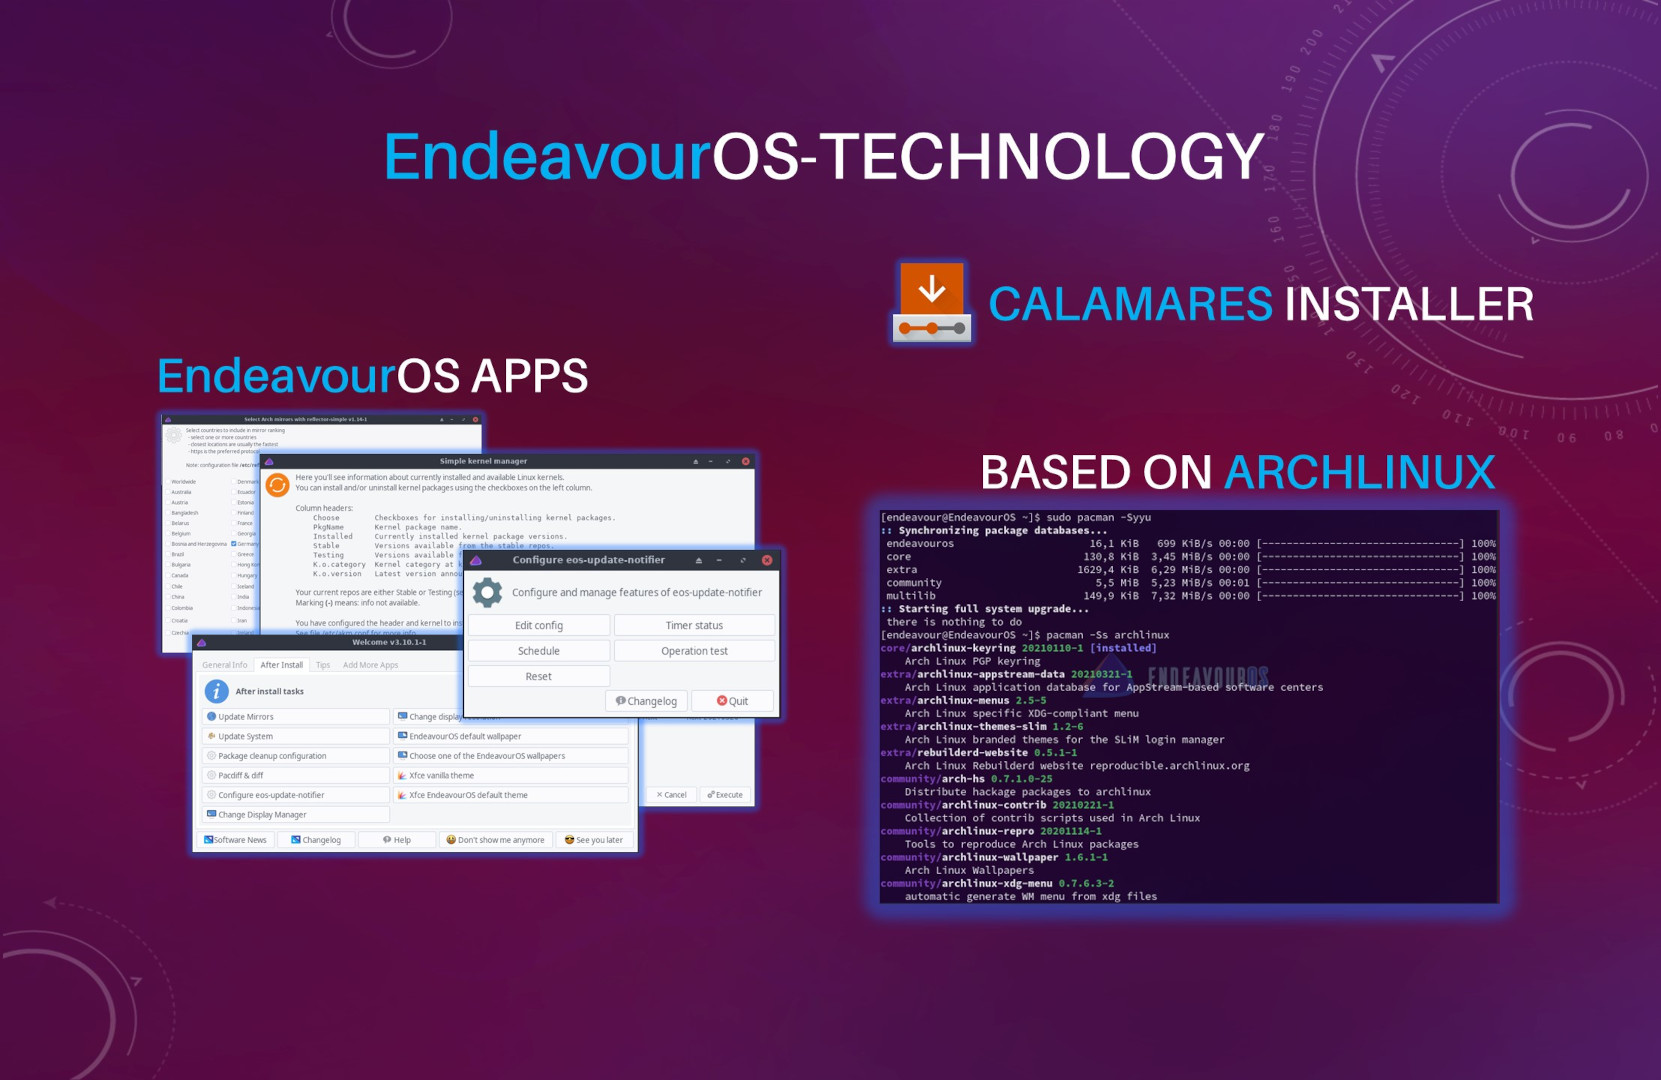 EndeavourOS-TECHNOLOGY
190 200 21
180
170
160
150
140
130
120
110
101
90
80
CALAMARES INSTALLER
EndeavourOS APPS
Select Arch mirrors with reflector-simple v1.14-1
Select countries to include in mirror ranking
- select one or more countries
- closest locations are usually the fastest
- https is the preferred protocol
Note: configuration file
Worldwide
Australia Ecuador
Austria Estonia
Bangladesh Finland
Belarus France
Belgium Georgia
Bosnia and Herzegovina Germany
Brazil Greece
Bulgaria Hong
Canada Hungary
Chile Iceland
China India
Colombia Indonesia
Croatia Iran
Czechia
Simple kernel manager
Here you'll see information about currently installed and available Linux kernels.
You can install and/or uninstall kernel packages using the checkboxes on the left column.
Column headers:
Choose Checkboxes for installing/uninstalling kernel packages.
PkgName Kernel package name.
Installed Currently installed kernel package versions.
Stable Versions available from the stable repos.
Testing Versions available
K.o.category Kernel category at
K.o.version Latest version
Your current repos are either Stable or Testing
Marking (-) means: info not available.
You have configured the header and kernel to
See file /etc/akm.conf for more info.
Cancel Execute
Configure eos-update-notifier
Configure and manage features of eos-update-notifier
Edit config Timer status
Schedule Operation test
Reset
Changelog Quit
Welcome v3.10.1-1
General Info After Install Tips Add More Apps
After install tasks
Update Mirrors Change display
Update System EndeavourOS default wallpaper
Package cleanup configuration Choose one of the EndeavourOS wallpapers
Pacdiff & diff Xfce vanilla theme
Configure eos-update-notifier Xfce EndeavourOS default theme
Change Display Manager
Software News Changelog Help Don't show me anymore See you later
BASED ON ARCHLINUX
[endeavour@EndeavourOS ~]$ sudo pacman -Syyu
:: Synchronizing package databases...
endeavouros 16,1 KiB 699 KiB/s 00:00 [--------------------------------] 100%
core 130,8 KiB 3,45 MiB/s 00:00 [--------------------------------] 100%
extra 1629,4 KiB 6,29 MiB/s 00:00 [--------------------------------] 100%
community 5,5 MiB 5,23 MiB/s 00:01 [--------------------------------] 100%
multilib 149,9 KiB 7,32 MiB/s 00:00 [--------------------------------] 100%
:: Starting full system upgrade...
there is nothing to do
[endeavour@EndeavourOS ~]$ pacman -Ss archlinux
core/archlinux-keyring 20210110-1 [installed]
Arch Linux PGP keyring
extra/archlinux-appstream-data 20210321-1
Arch Linux application database for AppStream-based software centers
extra/archlinux-menus 2.5-5
Arch Linux specific XDG-compliant menu
extra/archlinux-themes-slim 1.2-6
Arch Linux branded themes for the SLiM login manager
extra/rebuilderd-website 0.5.1-1
Arch Linux Rebuilderd website reproducible.archlinux.org
community/arch-hs 0.7.1.0-25
Distribute hackage packages to archlinux
community/archlinux-contrib 20210221-1
Collection of contrib scripts used in Arch Linux
community/archlinux-repro 20201114-1
Tools to reproduce Arch Linux packages
community/archlinux-wallpaper 1.6.1-1
Arch Linux Wallpapers
community/archlinux-xdg-menu 0.7.6.3-2
automatic generate WM menu from xdg files
ENDEAVOUROS